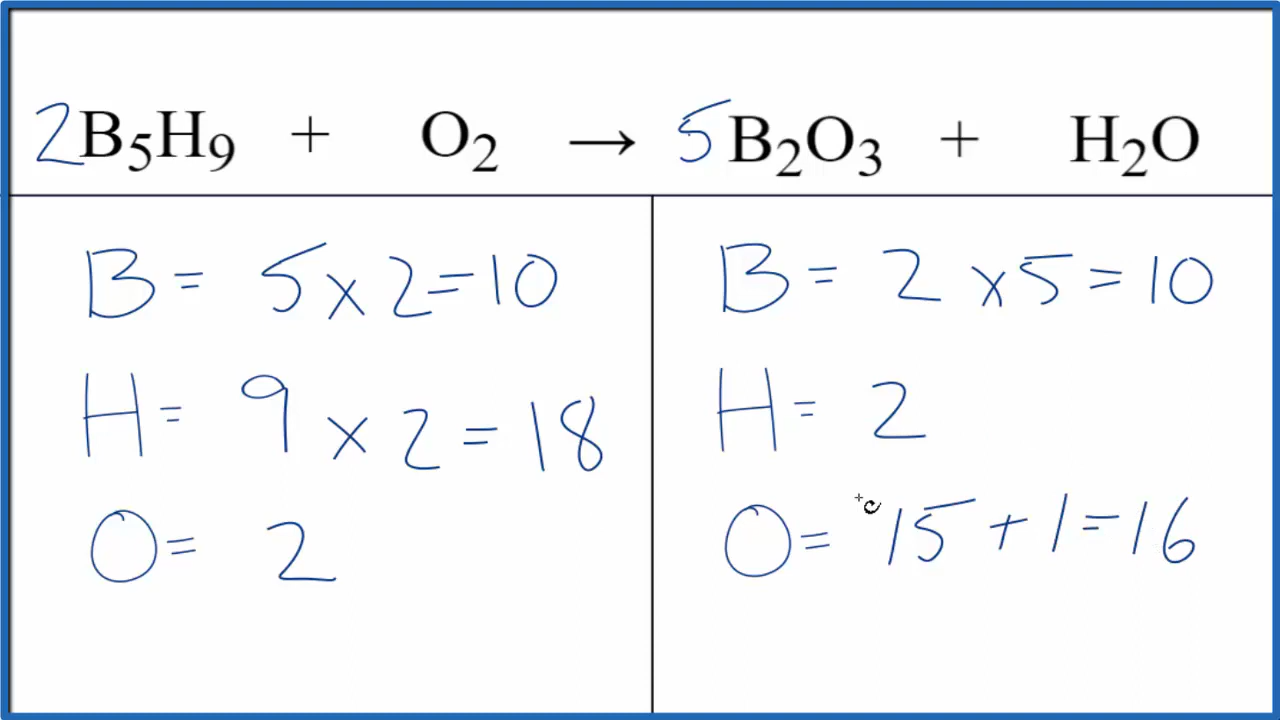 2B₅H₉ + O₂ → 5B₂O₃ + H₂O
B = 5 x 2 = 10
H = 9 x 2 = 18
O = 2
B = 2 x 5 = 10
H = 2
O = 15 + 1 = 16